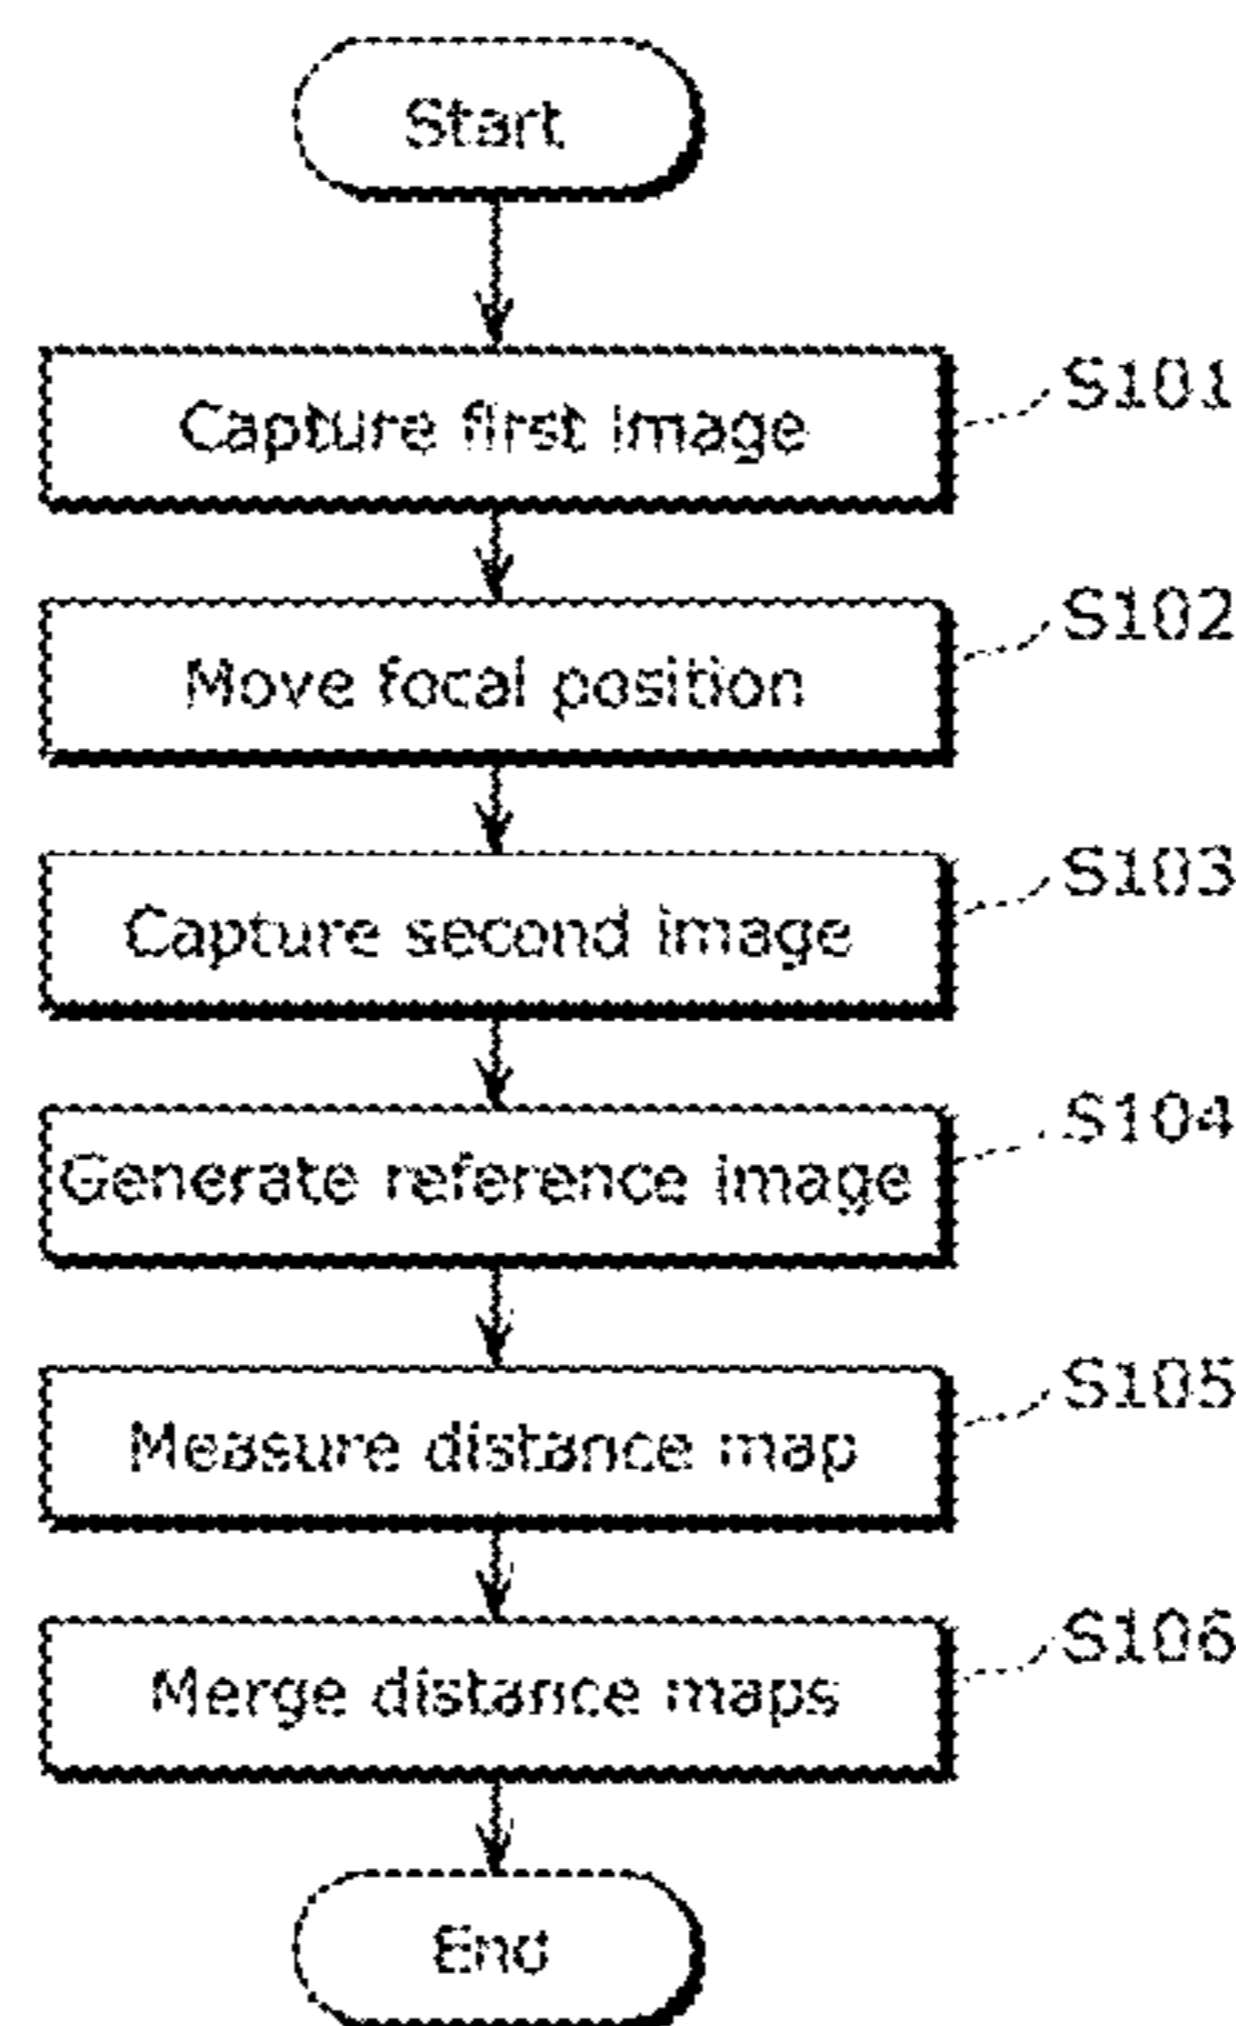 Start
Capture first image
S101
Move focal position
S102
Capture second image
S103
Generate reference image
S104
Measure distance map
S105
Merge distance maps
S106
End